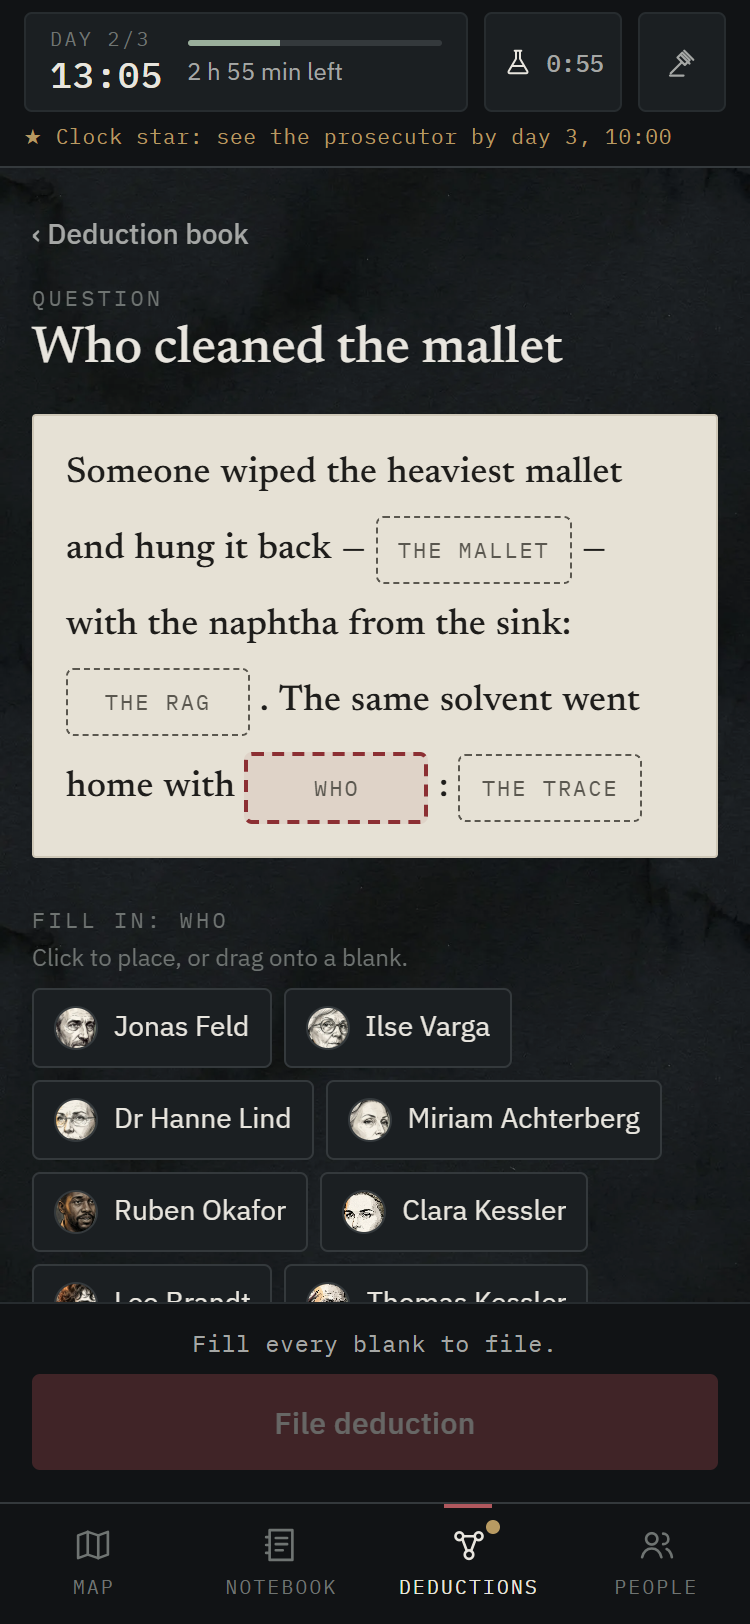 DAY 2/3
13:05
2 h 55 min left
0:55
★ Clock star: see the prosecutor by day 3, 10:00
‹ Deduction book
QUESTION
Who cleaned the mallet
Someone wiped the heaviest mallet
and hung it back – THE MALLET –
with the naphtha from the sink:
THE RAG . The same solvent went
home with WHO : THE TRACE
FILL IN: WHO
Click to place, or drag onto a blank.
Jonas Feld
Ilse Varga
Dr Hanne Lind
Miriam Achterberg
Ruben Okafor
Clara Kessler
Leo Brandt
Thomas Kessler
Fill every blank to file.
File deduction
MAP
NOTEBOOK
DEDUCTIONS
PEOPLE